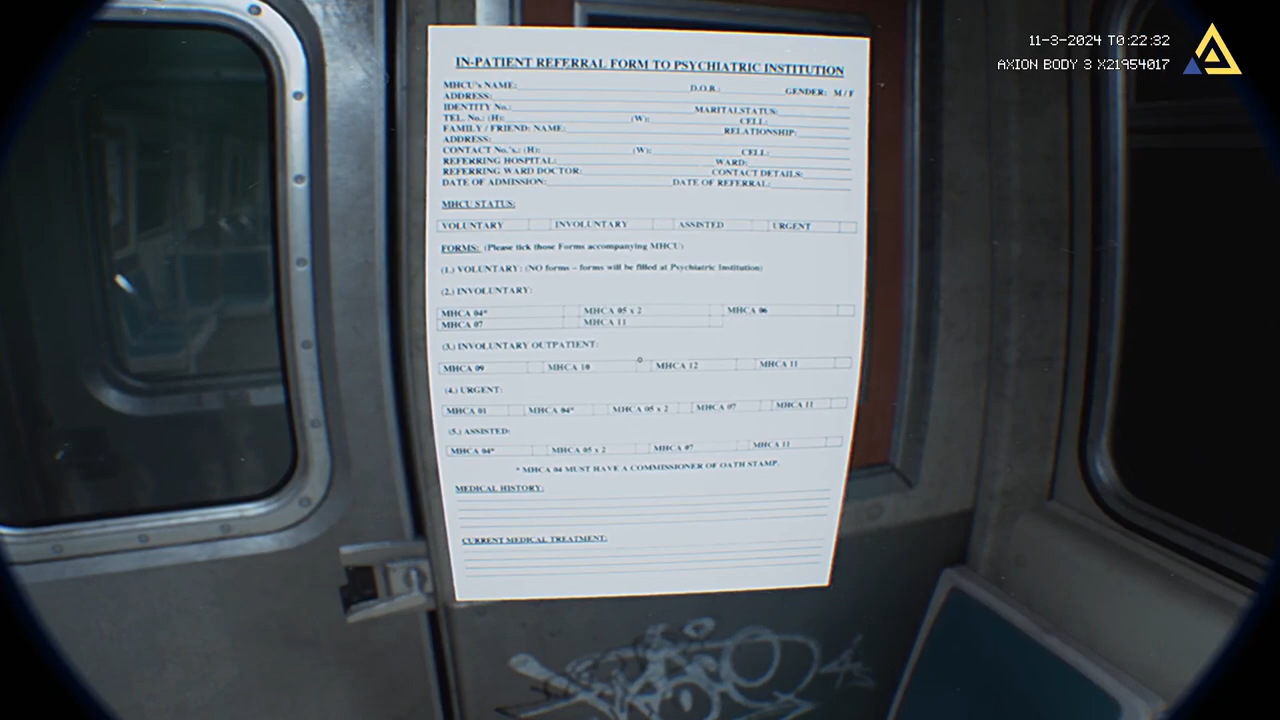 11-3-2024 T0:22:32
AXION BODY 3 X21954017
IN-PATIENT REFERRAL FORM TO PSYCHIATRIC INSTITUTION
MHCU's NAME: D.O.B.: GENDER: M / F
ADDRESS:
IDENTITY No.: MARITAL STATUS:
TEL. No.: (H): (W): CELL:
FAMILY / FRIEND: NAME: RELATIONSHIP:
ADDRESS:
CONTACT No.'s.: (H): (W): CELL:
REFERRING HOSPITAL: WARD:
REFERRING WARD DOCTOR: CONTACT DETAILS:
DATE OF ADMISSION: DATE OF REFERRAL:
MHCU STATUS:
VOLUNTARY INVOLUNTARY ASSISTED URGENT
FORMS: (Please tick those Forms accompanying MHCU)
(1.) VOLUNTARY: (NO forms – forms will be filled at Psychiatric Institution)
(2.) INVOLUNTARY:
MHCA 04* MHCA 05 x 2 MHCA 06
MHCA 07 MHCA 11
(3.) INVOLUNTARY OUTPATIENT:
MHCA 09 MHCA 10 MHCA 12 MHCA 11
(4.) URGENT:
MHCA 01 MHCA 04* MHCA 05 x 2 MHCA 07 MHCA 11
(5.) ASSISTED:
MHCA 04* MHCA 05 x 2 MHCA 07 MHCA 11
* MHCA 04 MUST HAVE A COMMISSIONER OF OATH STAMP.
MEDICAL HISTORY:
CURRENT MEDICAL TREATMENT: